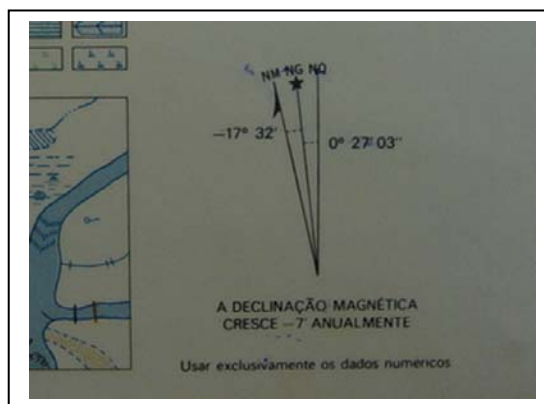 NM NG NQ
−17° 32′ 0° 27′ 03″
A DECLINAÇÃO MAGNÉTICA
CRESCE −7′ ANUALMENTE
Usar exclusivamente os dados numéricos